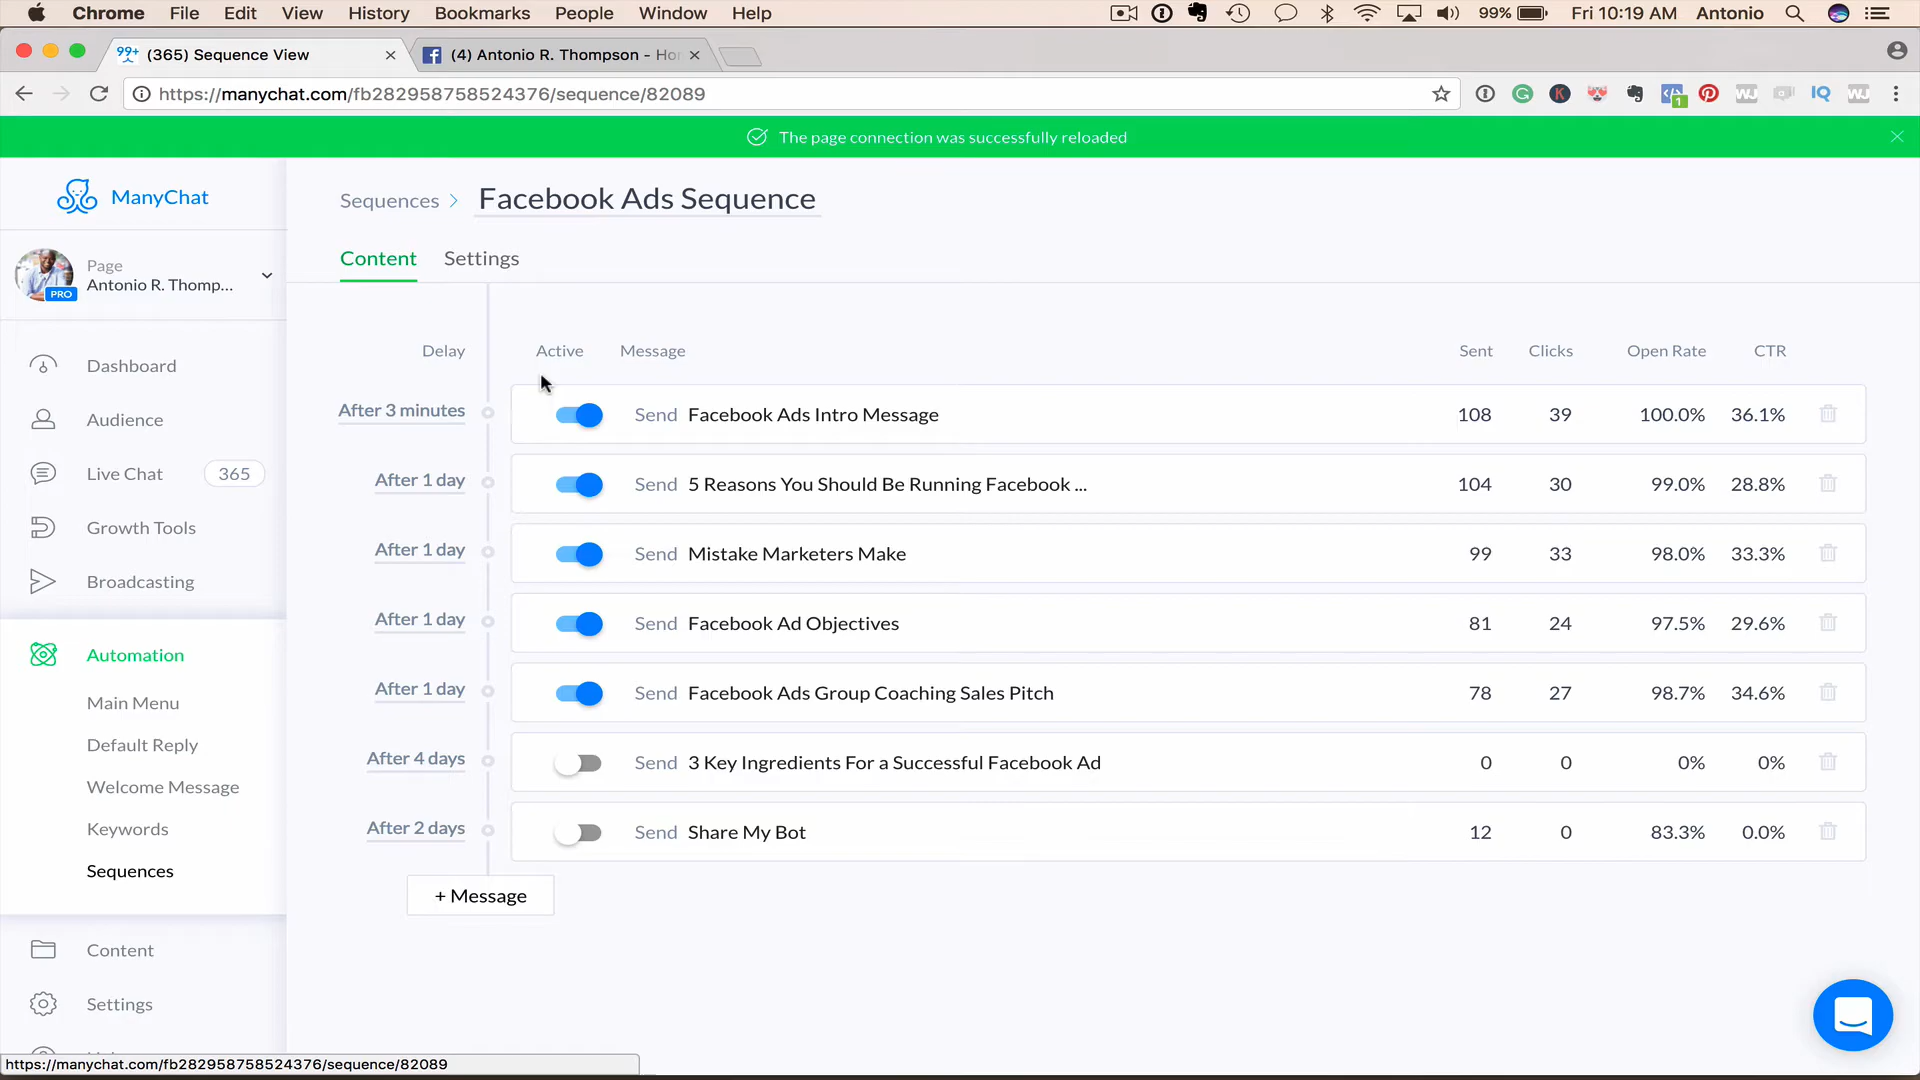 Chrome File Edit View History Bookmarks People Window Help 99% Fri 10:19 AM Antonio
99+ (365) Sequence View (4) Antonio R. Thompson - Ho
https://manychat.com/fb282958758524376/sequence/82089
The page connection was successfully reloaded
ManyChat
Sequences > Facebook Ads Sequence
Page
Antonio R. Thomp...
PRO
Content Settings
Dashboard
Audience
Live Chat 365
Growth Tools
Broadcasting
Automation
Main Menu
Default Reply
Welcome Message
Keywords
Sequences
Content
Settings
Delay Active Message Sent Clicks Open Rate CTR
After 3 minutes Send Facebook Ads Intro Message 108 39 100.0% 36.1%
After 1 day Send 5 Reasons You Should Be Running Facebook ... 104 30 99.0% 28.8%
After 1 day Send Mistake Marketers Make 99 33 98.0% 33.3%
After 1 day Send Facebook Ad Objectives 81 24 97.5% 29.6%
After 1 day Send Facebook Ads Group Coaching Sales Pitch 78 27 98.7% 34.6%
After 4 days Send 3 Key Ingredients For a Successful Facebook Ad 0 0 0% 0%
After 2 days Send Share My Bot 12 0 83.3% 0.0%
+ Message
https://manychat.com/fb282958758524376/sequence/82089